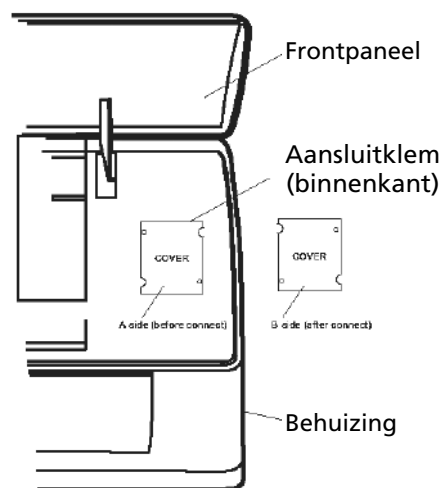 Frontpaneel
Aansluitklem
(binnenkant)
COVER
COVER
A-side (before connect)
B-side (after connect)
Behuizing